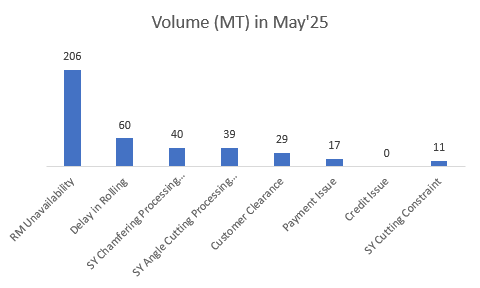 Volume (MT) in May'25
206
60
40
39
29
17
0
11
RM Unavailability
Delay in Rolling
SY Chamfering Processing...
SY Angle Cutting Processing...
Customer Clearance
Payment Issue
Credit Issue
SY Cutting Constraint